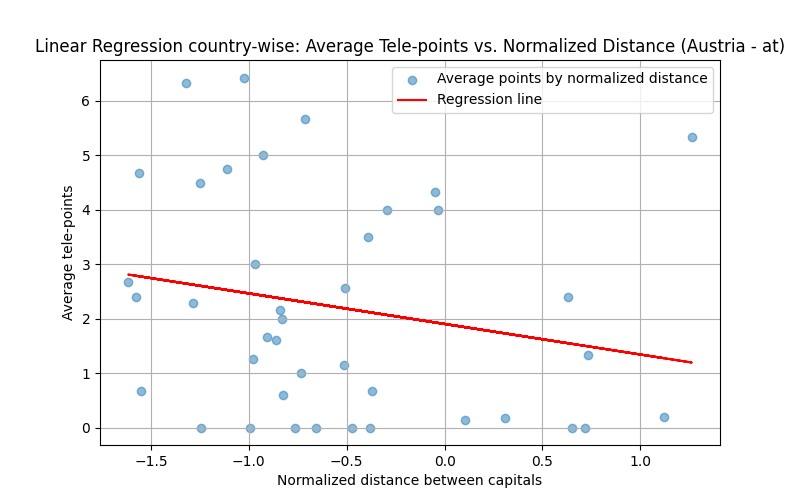 Linear Regression country-wise: Average Tele-points vs. Normalized Distance (Austria - at)
Average points by normalized distance
Regression line
Average tele-points
6
5
4
3
2
1
0
−1.5
−1.0
−0.5
0.0
0.5
1.0
Normalized distance between capitals